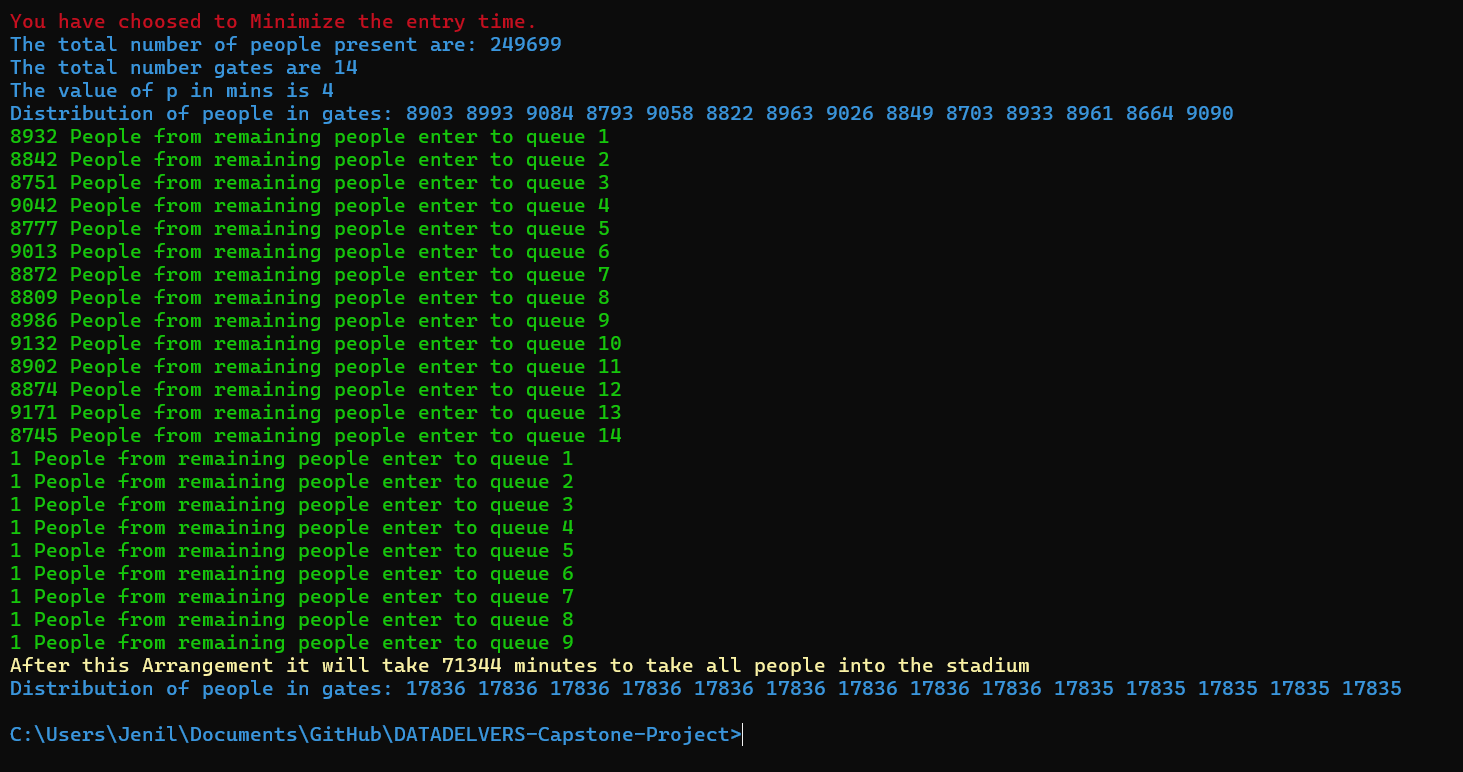 You have choosed to Minimize the entry time.
The total number of people present are: 249699
The total number gates are 14
The value of p in mins is 4
Distribution of people in gates: 8903 8993 9084 8793 9058 8822 8963 9026 8849 8703 8933 8961 8664 9090
8932 People from remaining people enter to queue 1
8842 People from remaining people enter to queue 2
8751 People from remaining people enter to queue 3
9042 People from remaining people enter to queue 4
8777 People from remaining people enter to queue 5
9013 People from remaining people enter to queue 6
8872 People from remaining people enter to queue 7
8809 People from remaining people enter to queue 8
8986 People from remaining people enter to queue 9
9132 People from remaining people enter to queue 10
8902 People from remaining people enter to queue 11
8874 People from remaining people enter to queue 12
9171 People from remaining people enter to queue 13
8745 People from remaining people enter to queue 14
1 People from remaining people enter to queue 1
1 People from remaining people enter to queue 2
1 People from remaining people enter to queue 3
1 People from remaining people enter to queue 4
1 People from remaining people enter to queue 5
1 People from remaining people enter to queue 6
1 People from remaining people enter to queue 7
1 People from remaining people enter to queue 8
1 People from remaining people enter to queue 9
After this Arrangement it will take 71344 minutes to take all people into the stadium
Distribution of people in gates: 17836 17836 17836 17836 17836 17836 17836 17836 17836 17835 17835 17835 17835 17835
C:\Users\Jenil\Documents\GitHub\DATADELVERS-Capstone-Project>